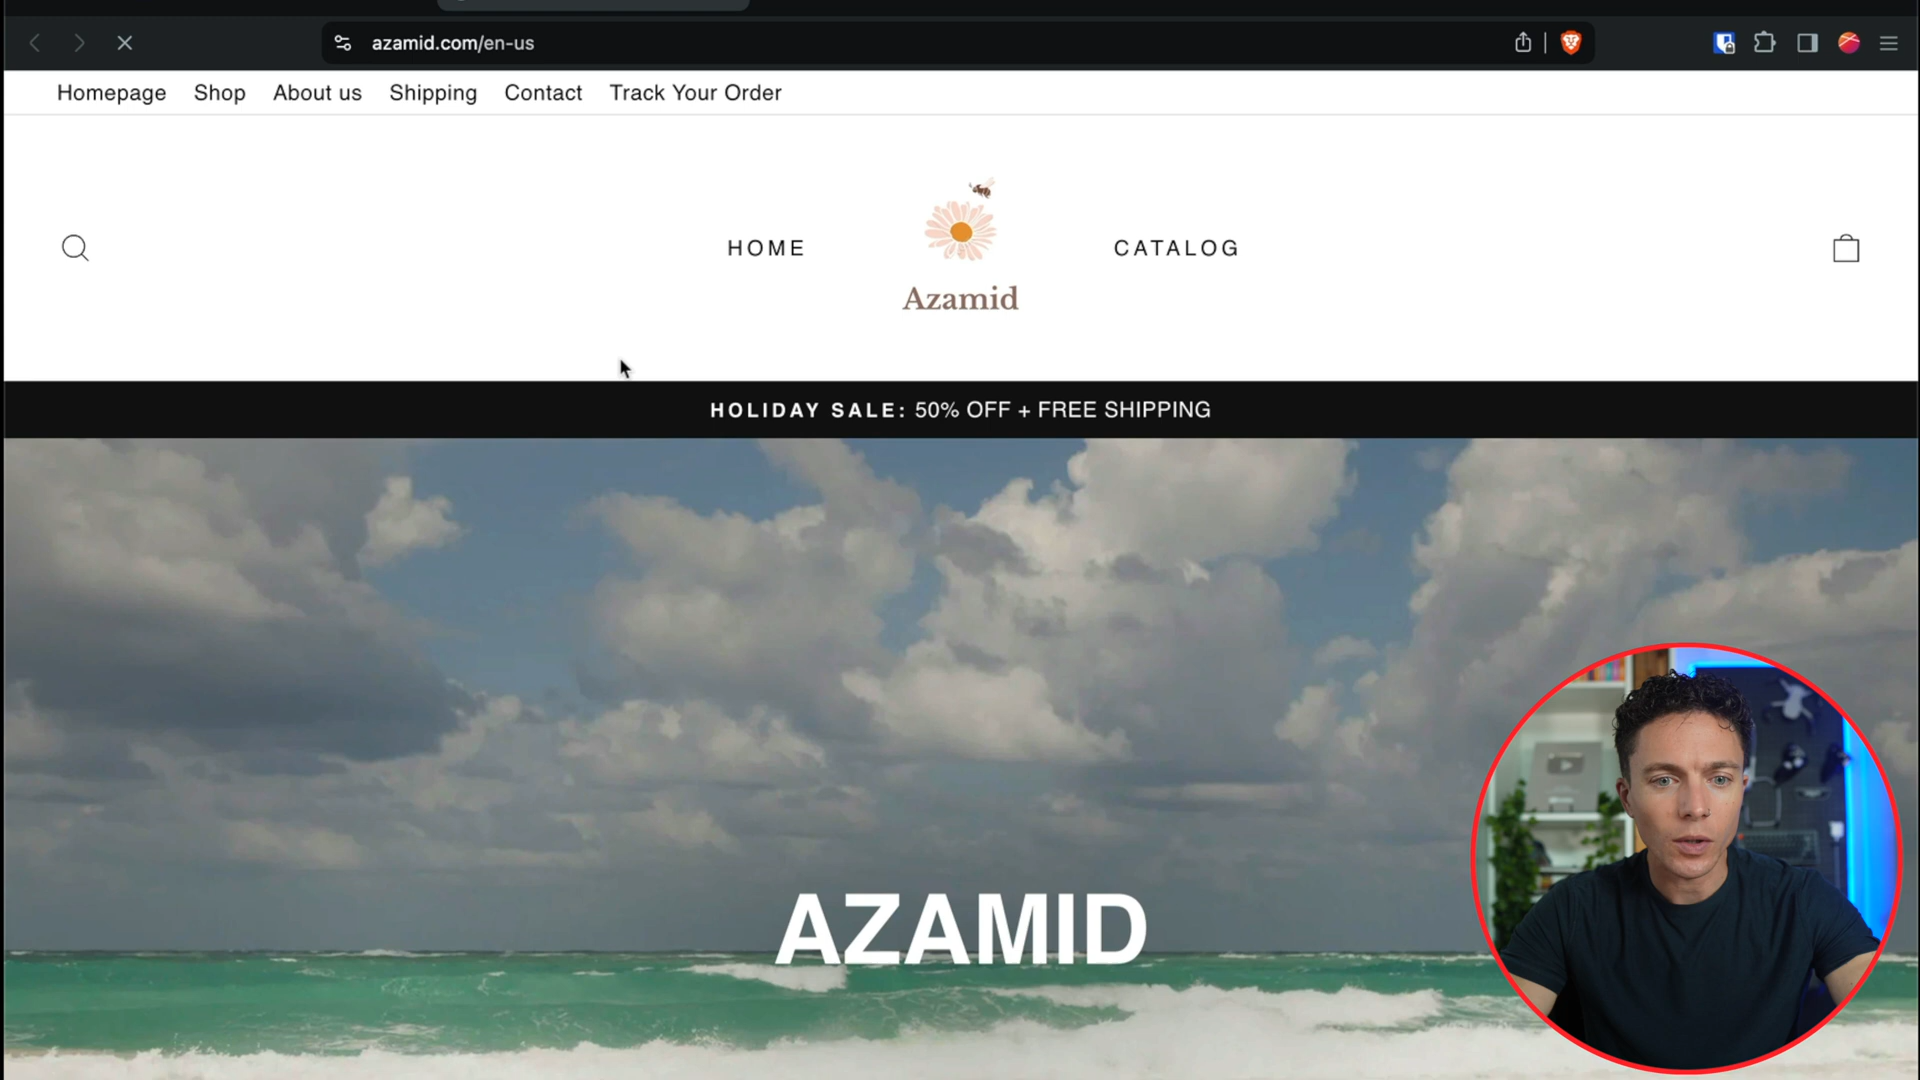 azamid.com/en-us
Homepage Shop About us Shipping Contact Track Your Order
HOME
Azamid
CATALOG
HOLIDAY SALE: 50% OFF + FREE SHIPPING
AZAMID